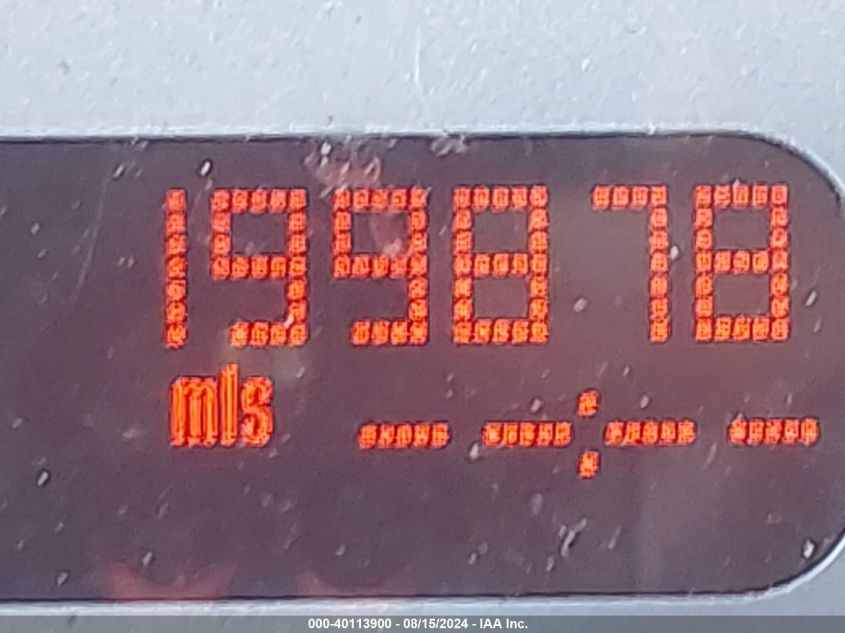 199878
mls
-- -- : -- --
000-40113900 - 08/15/2024 - IAA Inc.